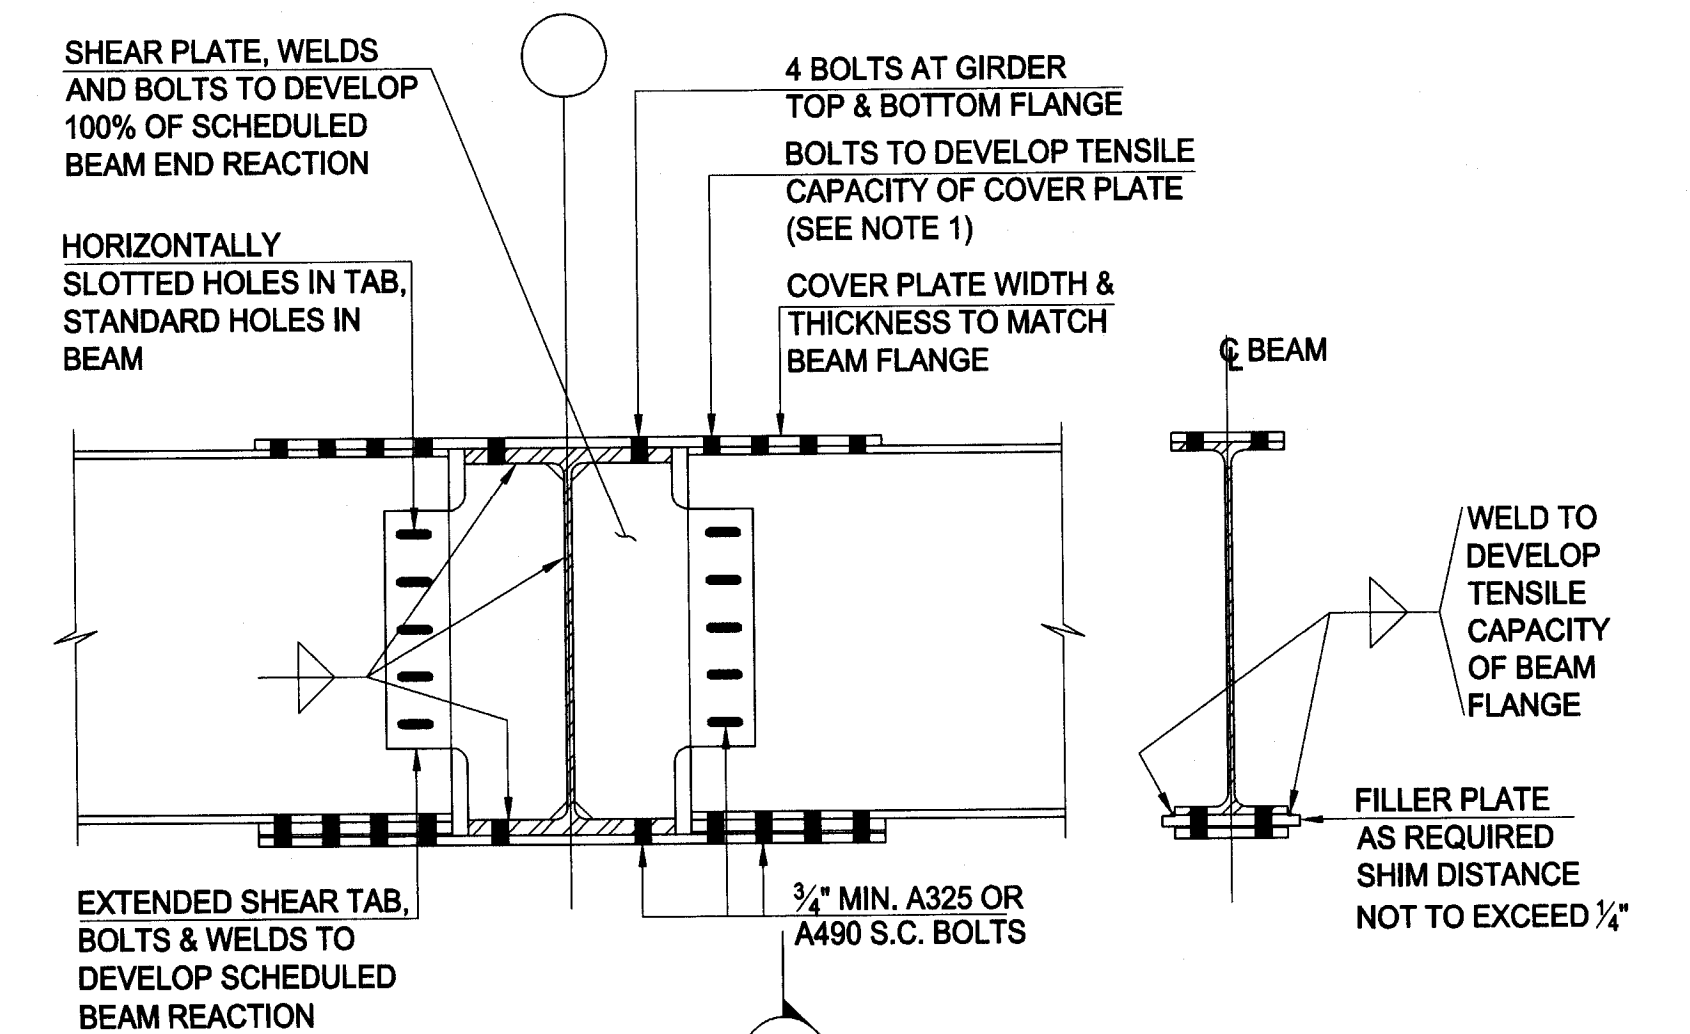 SHEAR PLATE, WELDS
AND BOLTS TO DEVELOP
100% OF SCHEDULED
BEAM END REACTION
HORIZONTALLY
SLOTTED HOLES IN TAB,
STANDARD HOLES IN
BEAM
4 BOLTS AT GIRDER
TOP & BOTTOM FLANGE
BOLTS TO DEVELOP TENSILE
CAPACITY OF COVER PLATE
(SEE NOTE 1)
COVER PLATE WIDTH &
THICKNESS TO MATCH
BEAM FLANGE
℄ BEAM
WELD TO
DEVELOP
TENSILE
CAPACITY
OF BEAM
FLANGE
FILLER PLATE
AS REQUIRED
SHIM DISTANCE
NOT TO EXCEED ¼"
EXTENDED SHEAR TAB,
BOLTS & WELDS TO
DEVELOP SCHEDULED
BEAM REACTION
¾" MIN. A325 OR
A490 S.C. BOLTS